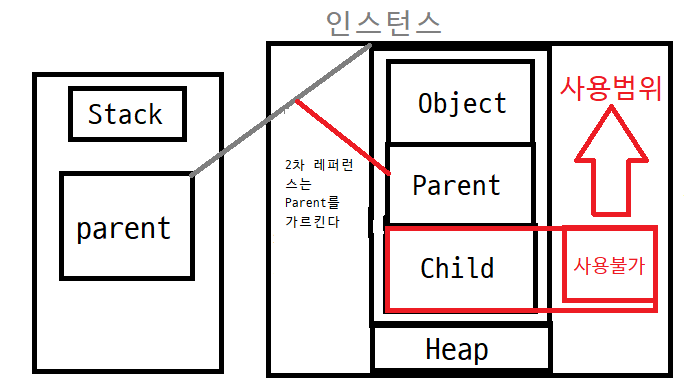 인스턴스
Stack
parent
2차 레퍼런
스는
Parent를
가르킨다
Object
Parent
Child
Heap
사용범위
사용불가